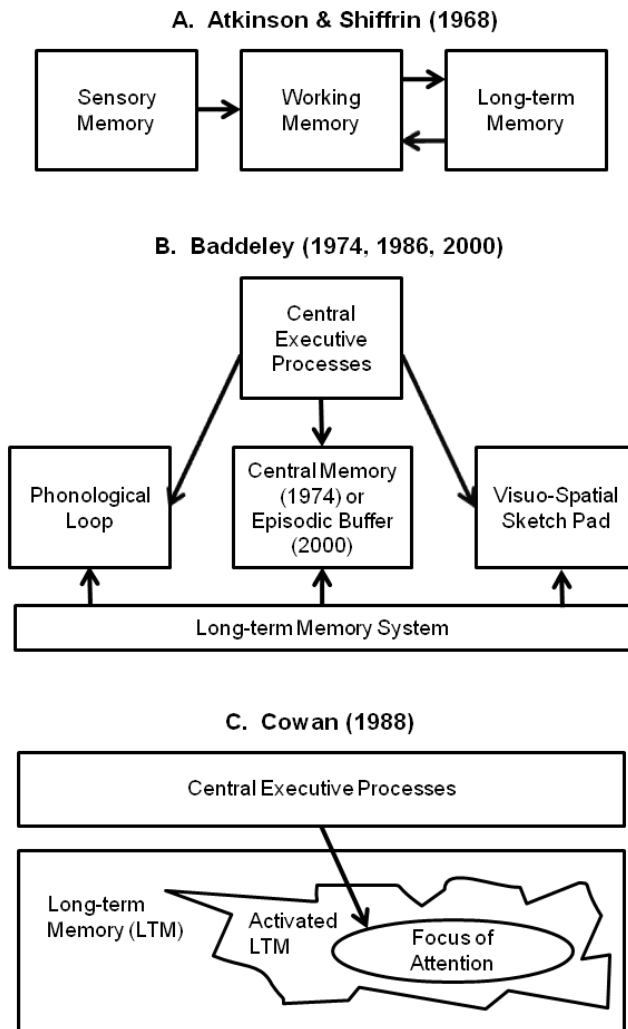 A. Atkinson & Shiffrin (1968)
Sensory
Memory
Working
Memory
Long-term
Memory
B. Baddeley (1974, 1986, 2000)
Central
Executive
Processes
Phonological
Loop
Central Memory
(1974) or
Episodic Buffer
(2000)
Visuo-Spatial
Sketch Pad
Long-term Memory System
C. Cowan (1988)
Central Executive Processes
Long-term
Memory (LTM)
Activated
LTM
Focus of
Attention